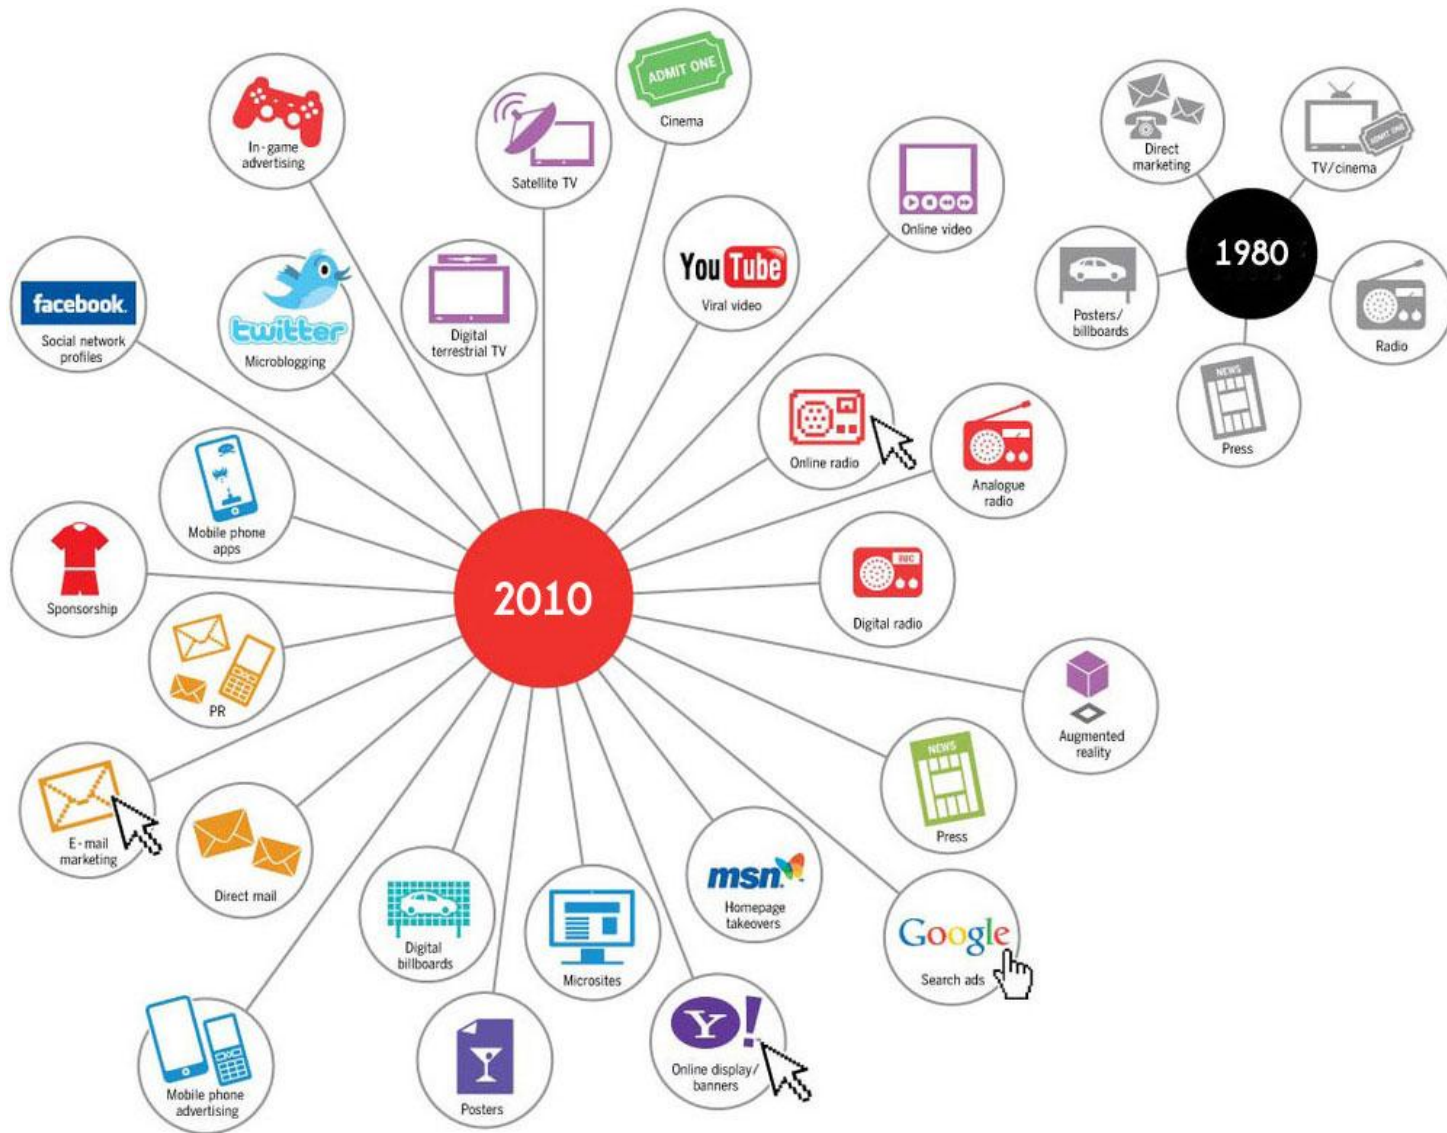 ADMIT ONE
Cinema
In-game
advertising
Satellite TV
Online video
Direct
marketing
ADMIT ONE
TV/cinema
1980
Posters/
billboards
Radio
NEWS
Press
facebook.
Social network
profiles
twitter
Microblogging
Digital
terrestrial TV
YouTube
Viral video
Online radio
Analogue
radio
Mobile phone
apps
Sponsorship
2010
Digital radio
PR
Augmented
reality
NEWS
Press
E-mail
marketing
Direct mail
Digital
billboards
Microsites
msn
Homepage
takeovers
Google
Search ads
Mobile phone
advertising
Posters
Y!
Online display/
banners